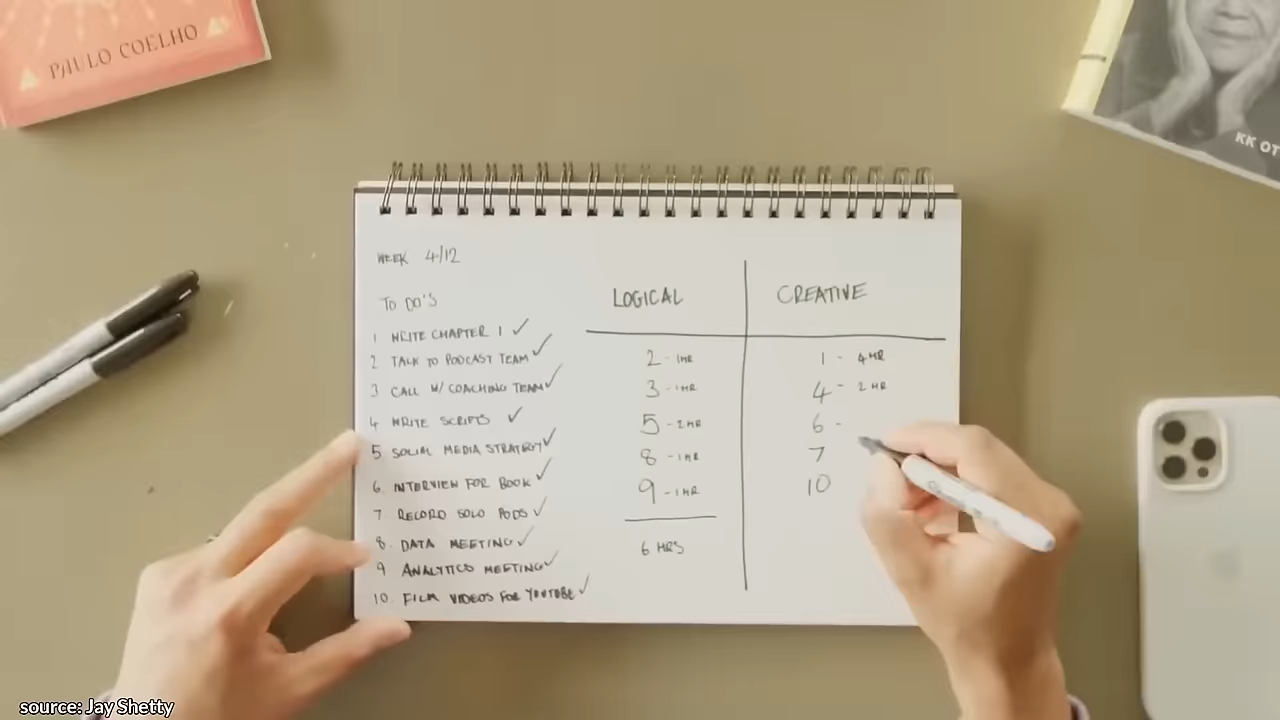 PAULO COELHO
KK OT
WEEK 4/12
TO DO'S
1 WRITE CHAPTER 1 ✓
2 TALK TO PODCAST TEAM ✓
3 CALL W/ COACHING TEAM ✓
4 WRITE SCRIPTS ✓
5 SOCIAL MEDIA STRATEGY ✓
6. INTERVIEW FOR BOOK ✓
7 RECORD SOLO PODS ✓
8. DATA MEETING ✓
9 ANALYTICS MEETING ✓
10. FILM VIDEOS FOR YOUTUBE ✓
LOGICAL
2 - 1HR
3 - 1HR
5 - 2HR
8 - 1HR
9 - 1HR
6 HRS
CREATIVE
1 - 4HR
4 - 2HR
6 -
7
10
source: Jay Shetty